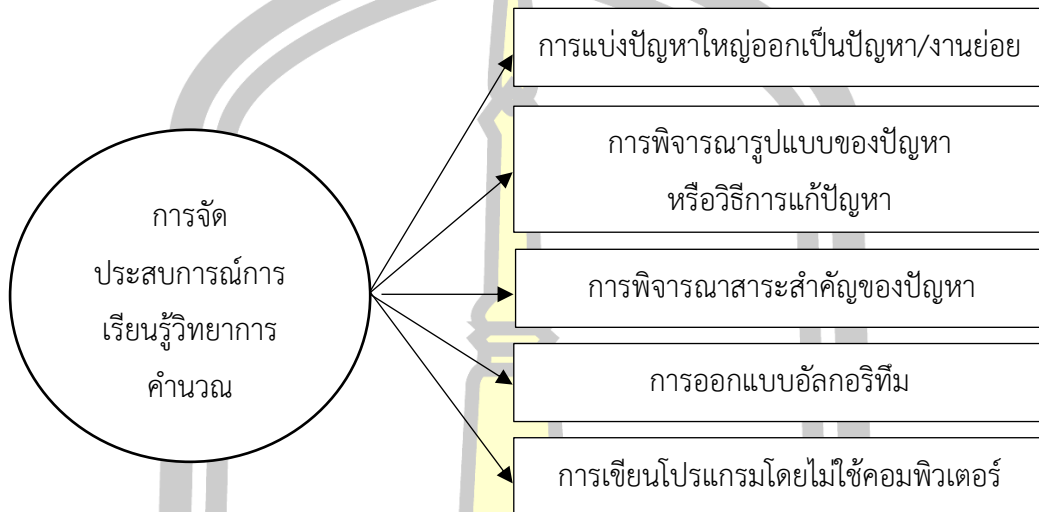 การจัด
ประสบการณ์การ
เรียนรู้วิทยาการ
คำนวณ
การแบ่งปัญหาใหญ่ออกเป็นปัญหา/งานย่อย
การพิจารณารูปแบบของปัญหา
หรือวิธีการแก้ปัญหา
การพิจารณาสาระสำคัญของปัญหา
การออกแบบอัลกอริทึม
การเขียนโปรแกรมโดยไม่ใช้คอมพิวเตอร์